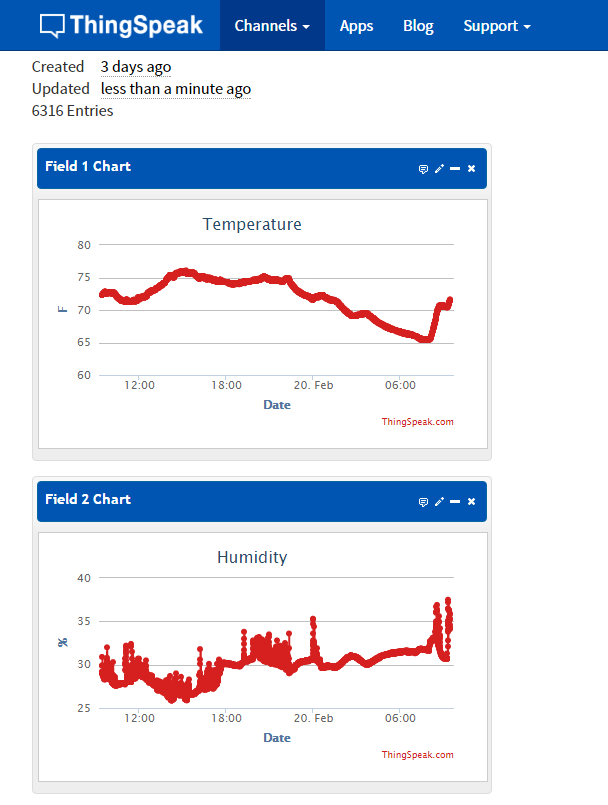 ThingSpeak Channels Apps Blog Support
Created 3 days ago
Updated less than a minute ago
6316 Entries
Field 1 Chart
Temperature
80
75
70
65
60
F
12:00 18:00 20. Feb 06:00
Date
ThingSpeak.com
Field 2 Chart
Humidity
40
35
30
25
%
12:00 18:00 20. Feb 06:00
Date
ThingSpeak.com